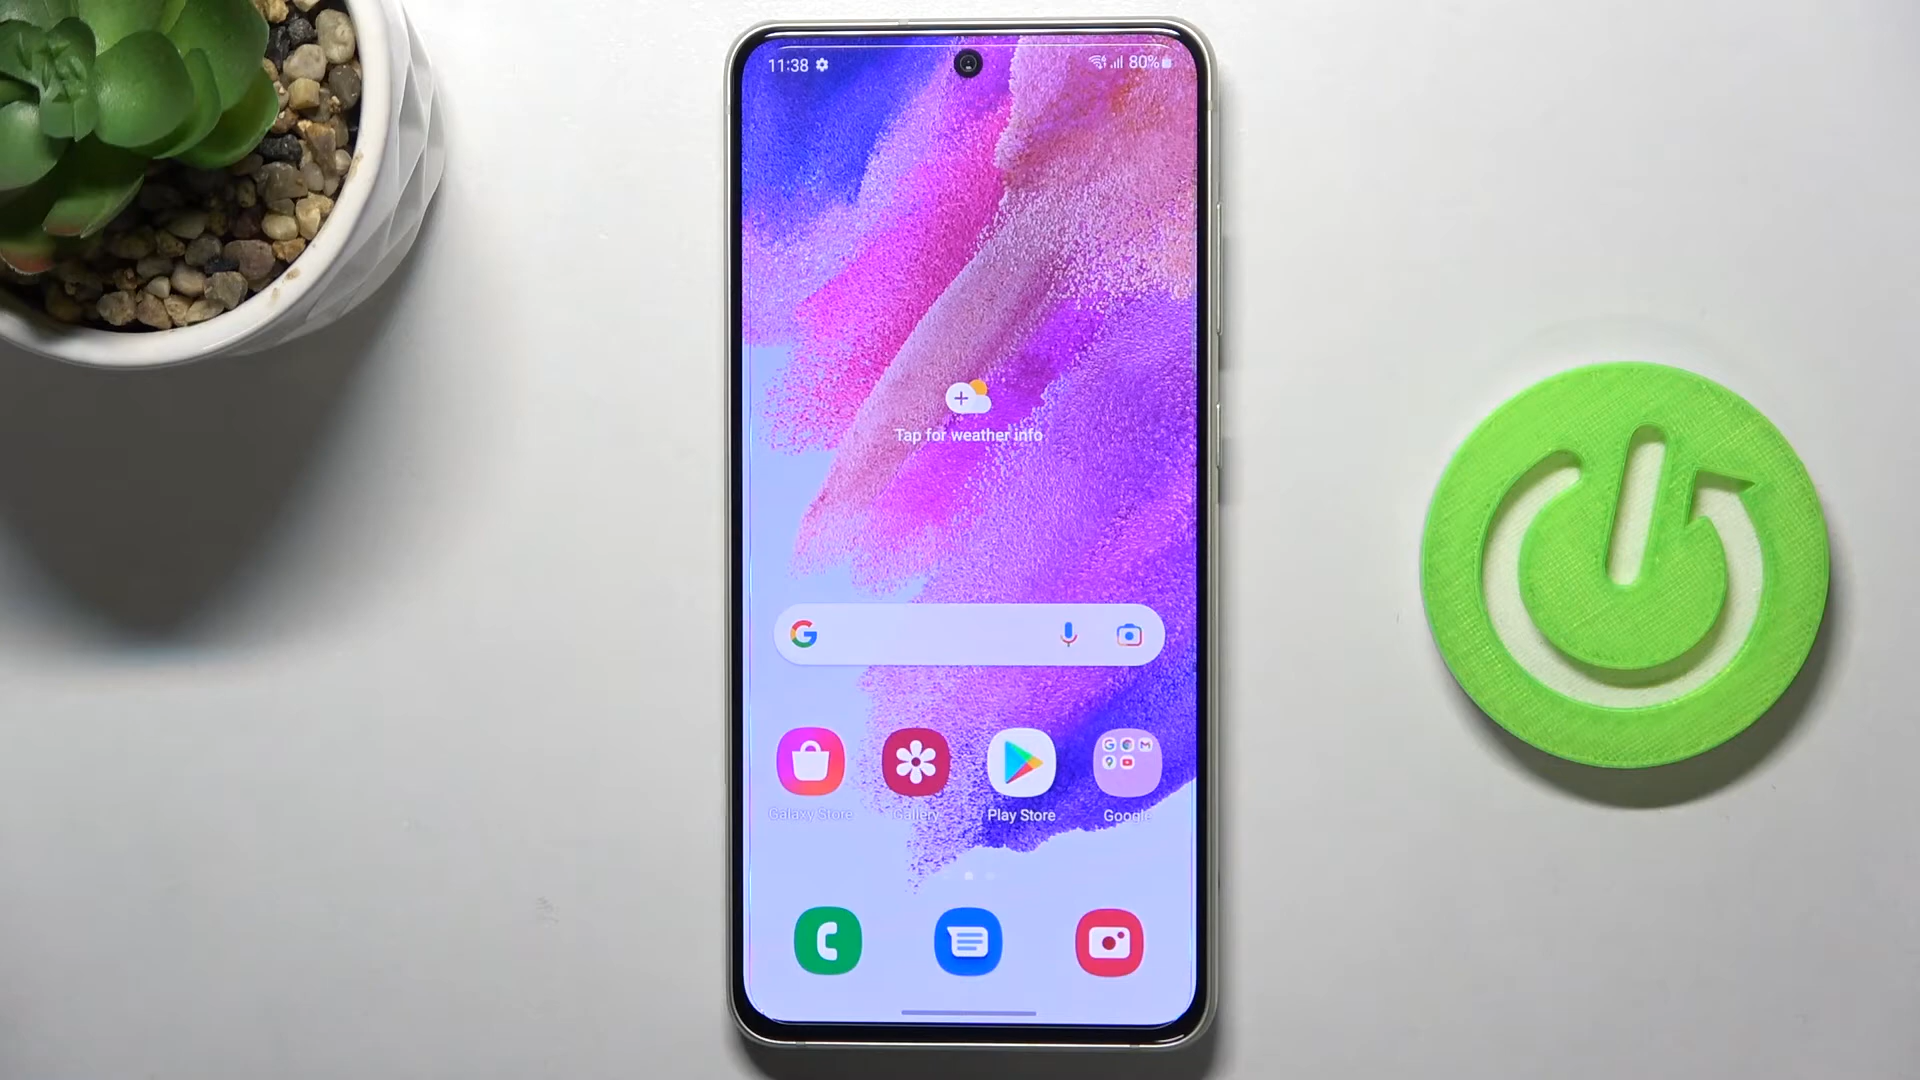 11:38
80%
Tap for weather info
Galaxy Store
Gallery
Play Store
Google